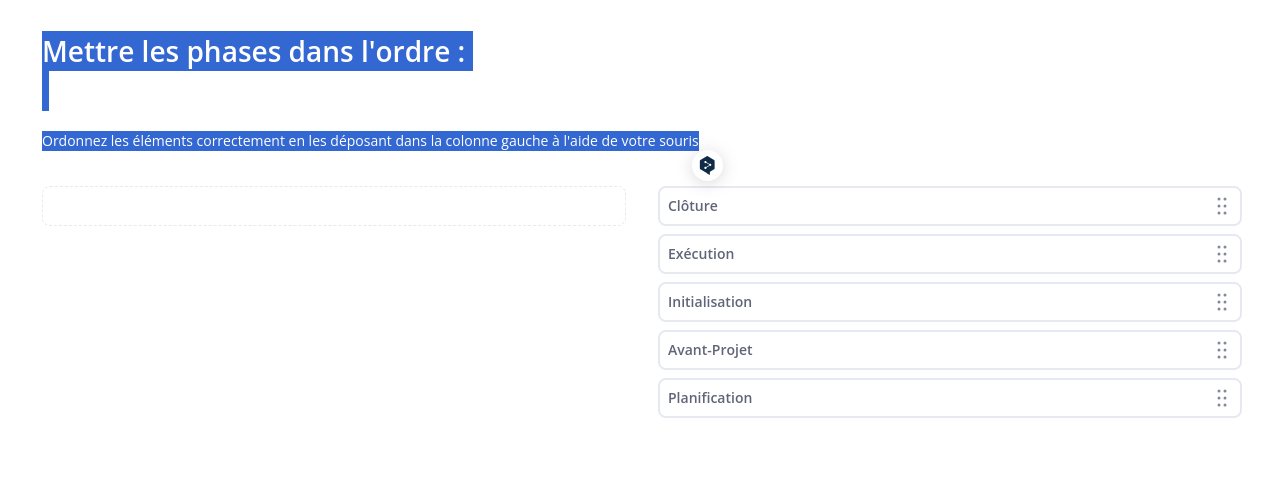 Mettre les phases dans l'ordre :
Ordonnez les éléments correctement en les déposant dans la colonne gauche à l'aide de votre souris
Clôture
Exécution
Initialisation
Avant-Projet
Planification